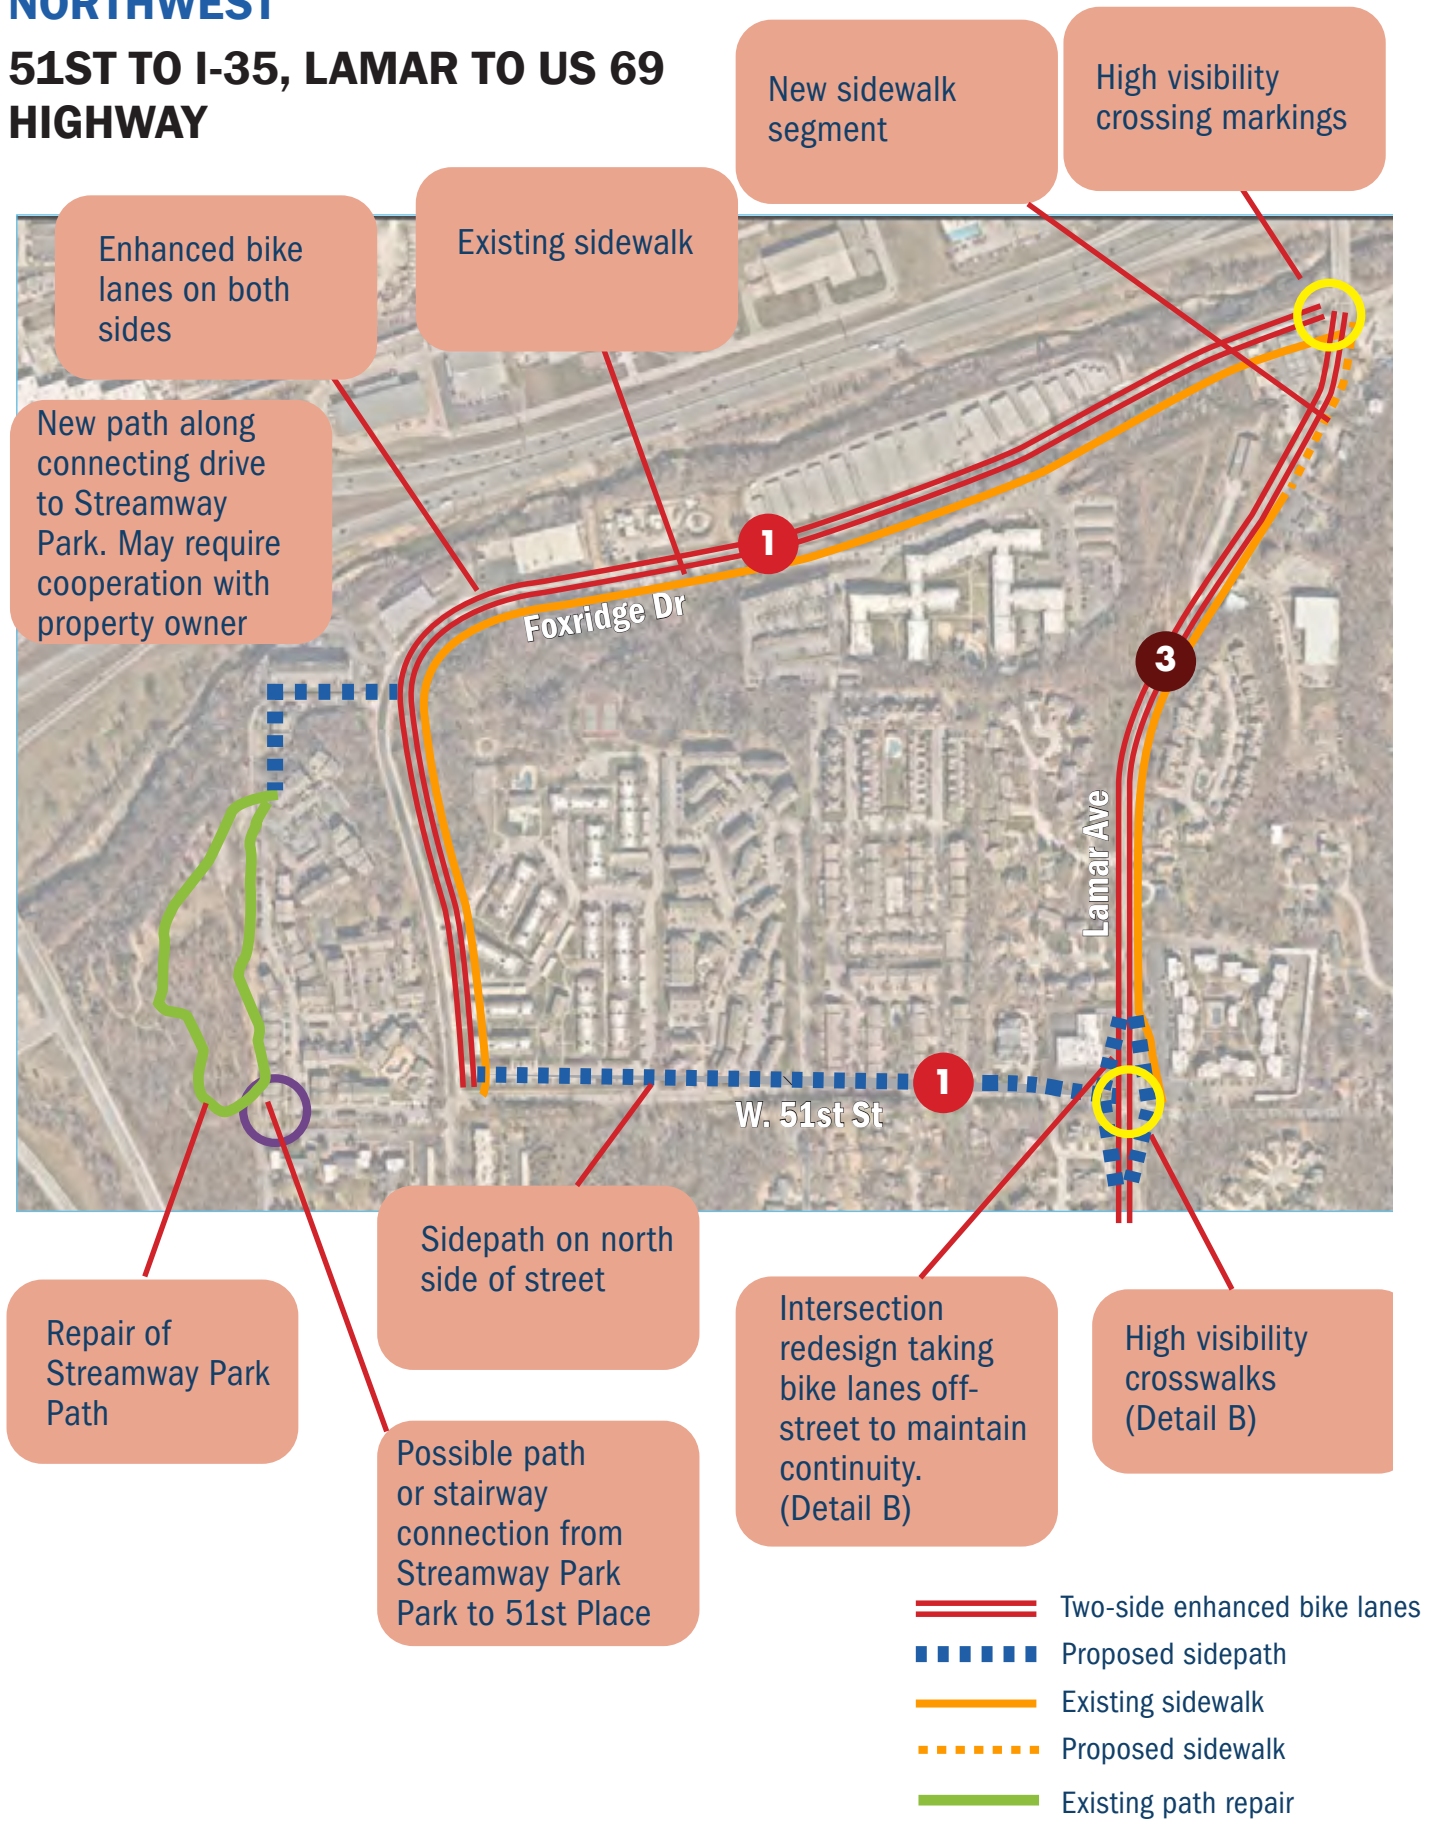 NORTHWEST
51ST TO I-35, LAMAR TO US 69
HIGHWAY
New sidewalk
segment
High visibility
crossing markings
Enhanced bike
lanes on both
sides
Existing sidewalk
New path along
connecting drive
to Streamway
Park. May require
cooperation with
property owner
1
Foxridge Dr
3
Lamar Ave
1
W. 51st St
Sidepath on north
side of street
Repair of
Streamway Park
Path
Possible path
or stairway
connection from
Streamway Park
Park to 51st Place
Intersection
redesign taking
bike lanes off-
street to maintain
continuity.
(Detail B)
High visibility
crosswalks
(Detail B)
Two-side enhanced bike lanes
Proposed sidepath
Existing sidewalk
Proposed sidewalk
Existing path repair